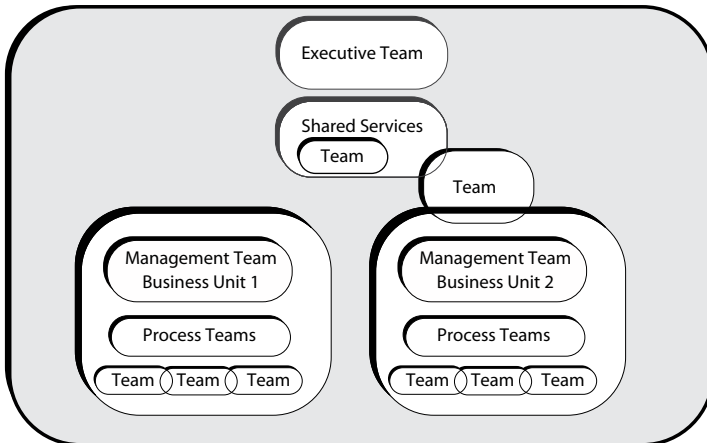 Executive Team
Shared Services
Team
Team
Management Team
Business Unit 1
Process Teams
Team Team Team
Management Team
Business Unit 2
Process Teams
Team Team Team